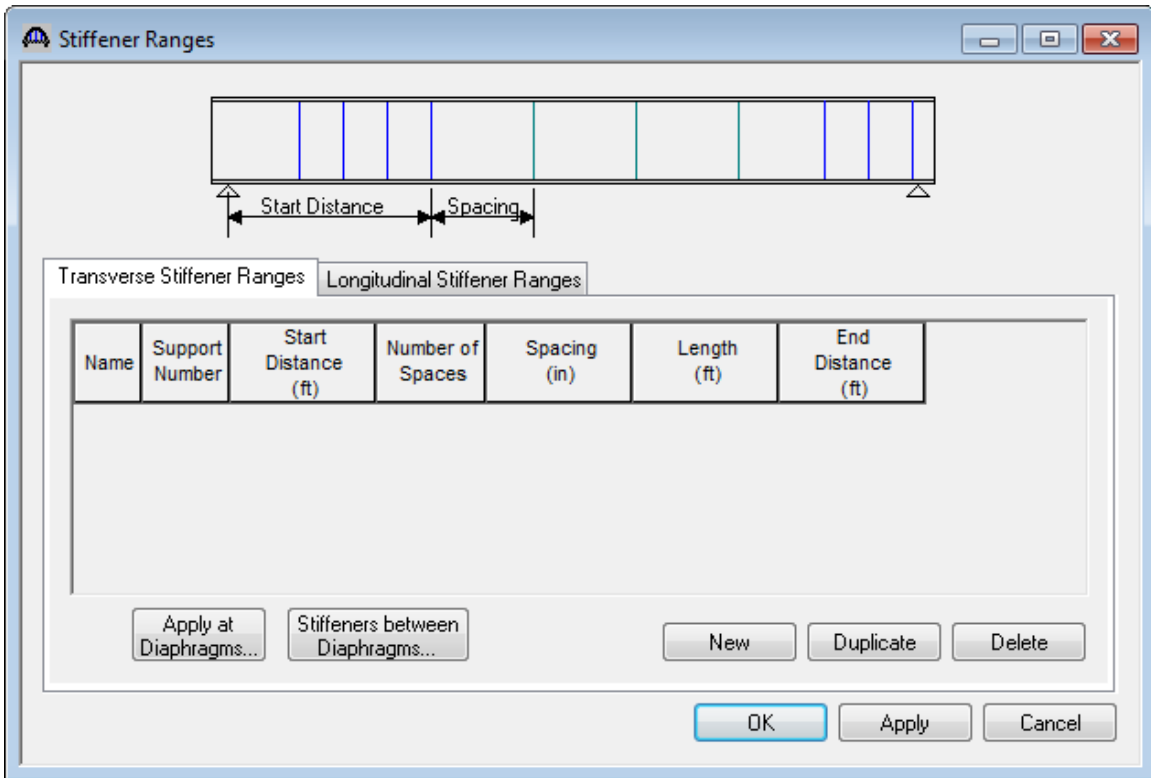 Stiffener Ranges
Start Distance
Spacing
Transverse Stiffener Ranges
Longitudinal Stiffener Ranges
Name
Support
Number
Start
Distance
(ft)
Number of
Spaces
Spacing
(in)
Length
(ft)
End
Distance
(ft)
Apply at
Diaphragms...
Stiffeners between
Diaphragms...
New
Duplicate
Delete
OK
Apply
Cancel